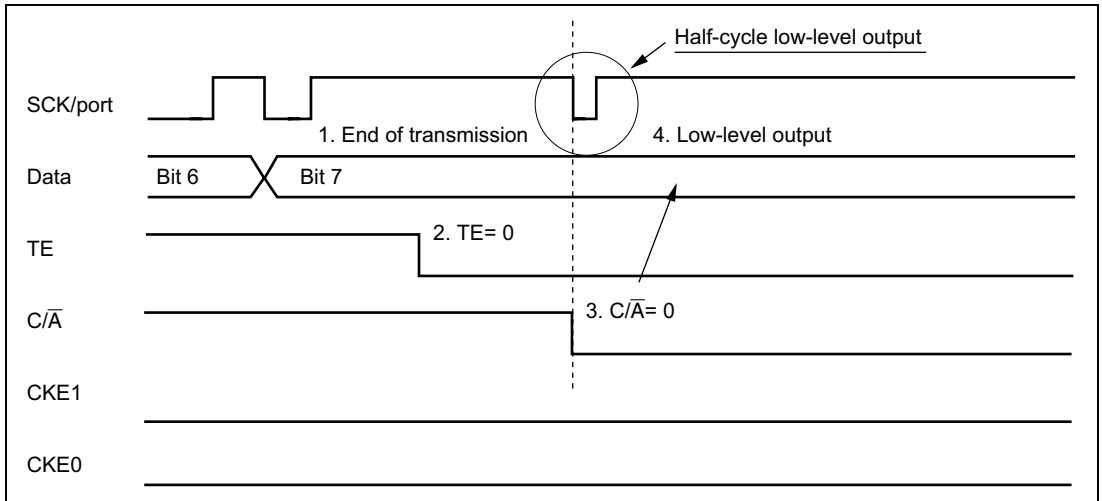 Half-cycle low-level output
SCK/port
1. End of transmission
4. Low-level output
Data
Bit 6
Bit 7
TE
2. TE= 0
C/A̅
3. C/A̅= 0
CKE1
CKE0